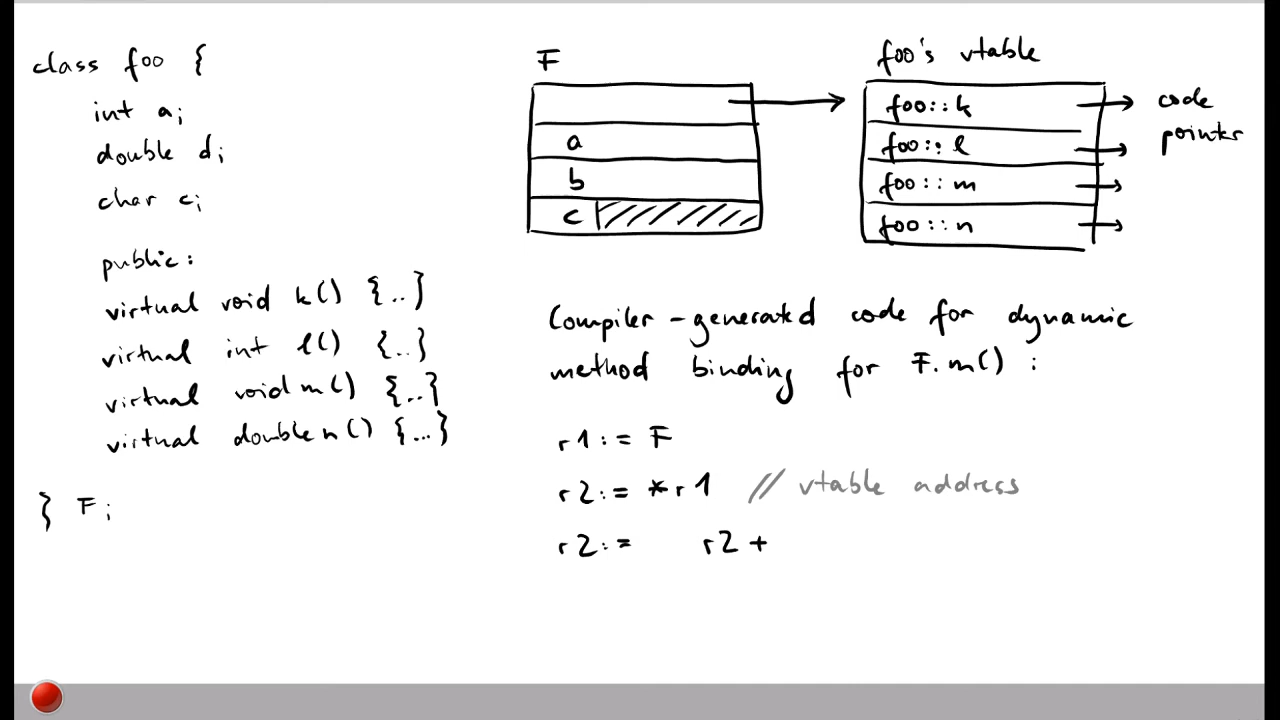 class foo {
int a;
double d;
char c;
public:
virtual void k() {..}
virtual int l() {..}
virtual void m() {..}
virtual double n() {...}
} F;
F
a
b
c
foo's vtable
foo::k
foo::l
foo::m
foo::n
code
pointer
Compiler-generated code for dynamic
method binding for F.m() :
r1:= F
r2:= *r1 // vtable address
r2:= r2 +